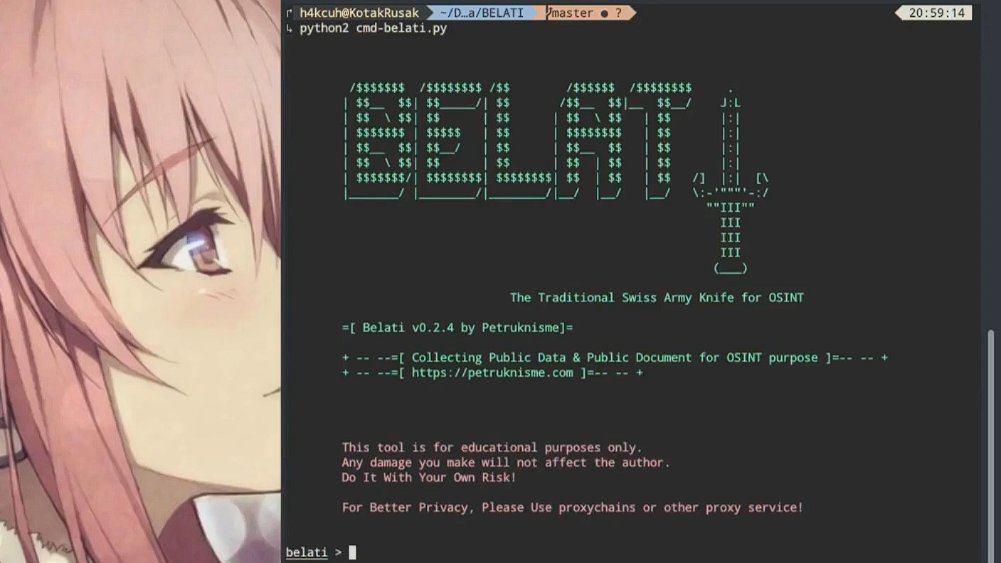 h4kcuh@KotakRusak ~/D…a/BELATI master ● ? 20:59:14
python2 cmd-belati.py
BELATI
The Traditional Swiss Army Knife for OSINT
=[ Belati v0.2.4 by Petruknisme]=
+ -- --=[ Collecting Public Data & Public Document for OSINT purpose ]=-- -- +
+ -- --=[ https://petruknisme.com ]=-- -- +
This tool is for educational purposes only.
Any damage you make will not affect the author.
Do It With Your Own Risk!
For Better Privacy, Please Use proxychains or other proxy service!
belati >